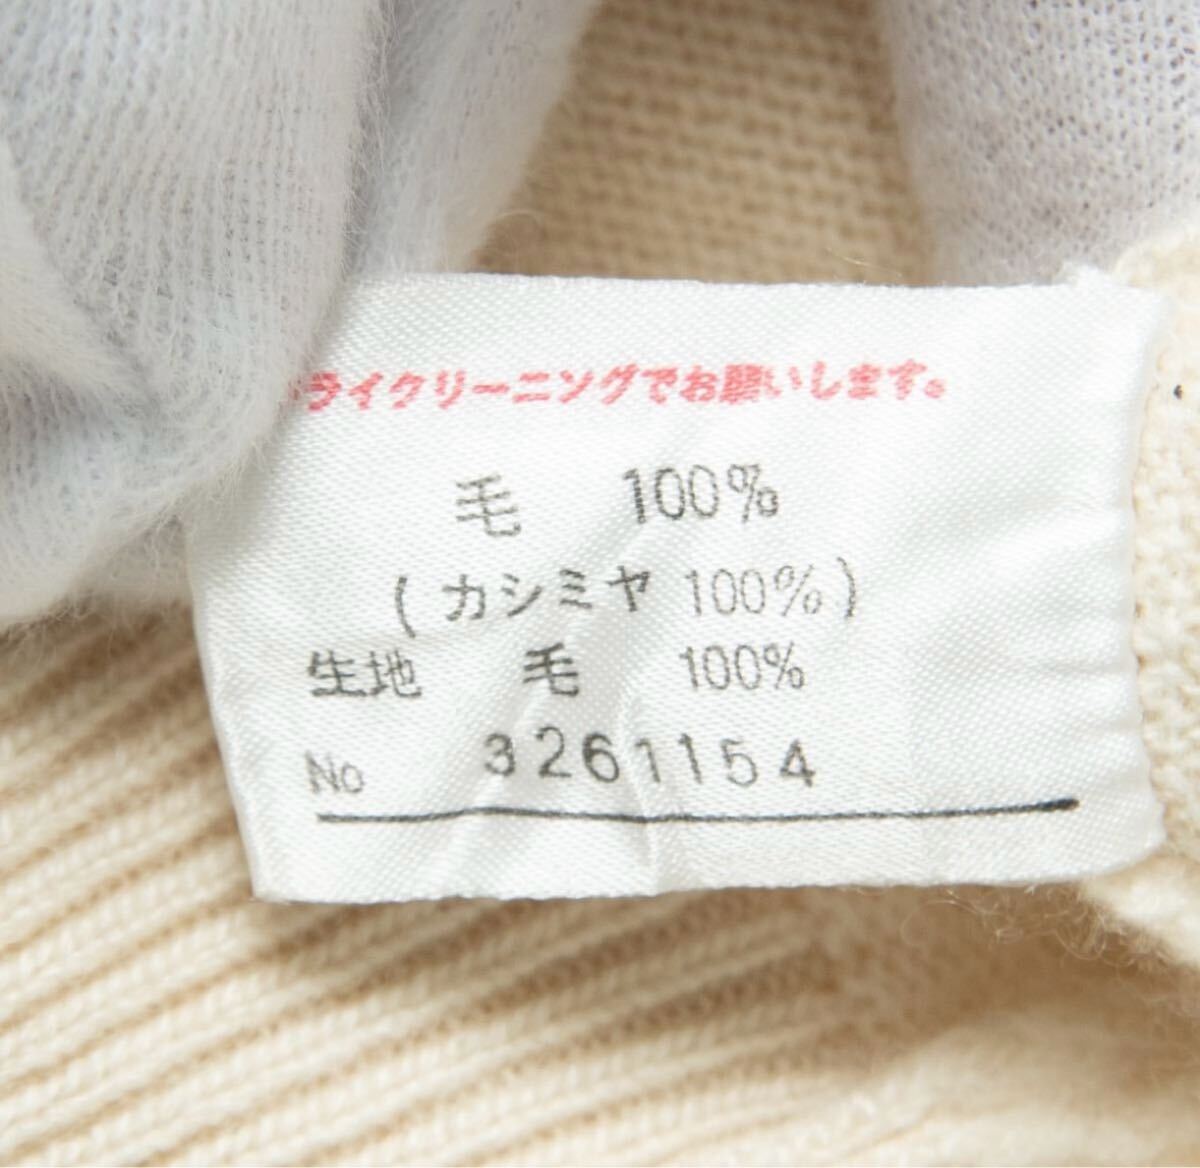 ライクリーニングでお願いします。
毛 100%
(カシミヤ 100%)
生地 毛 100%
No 3261154